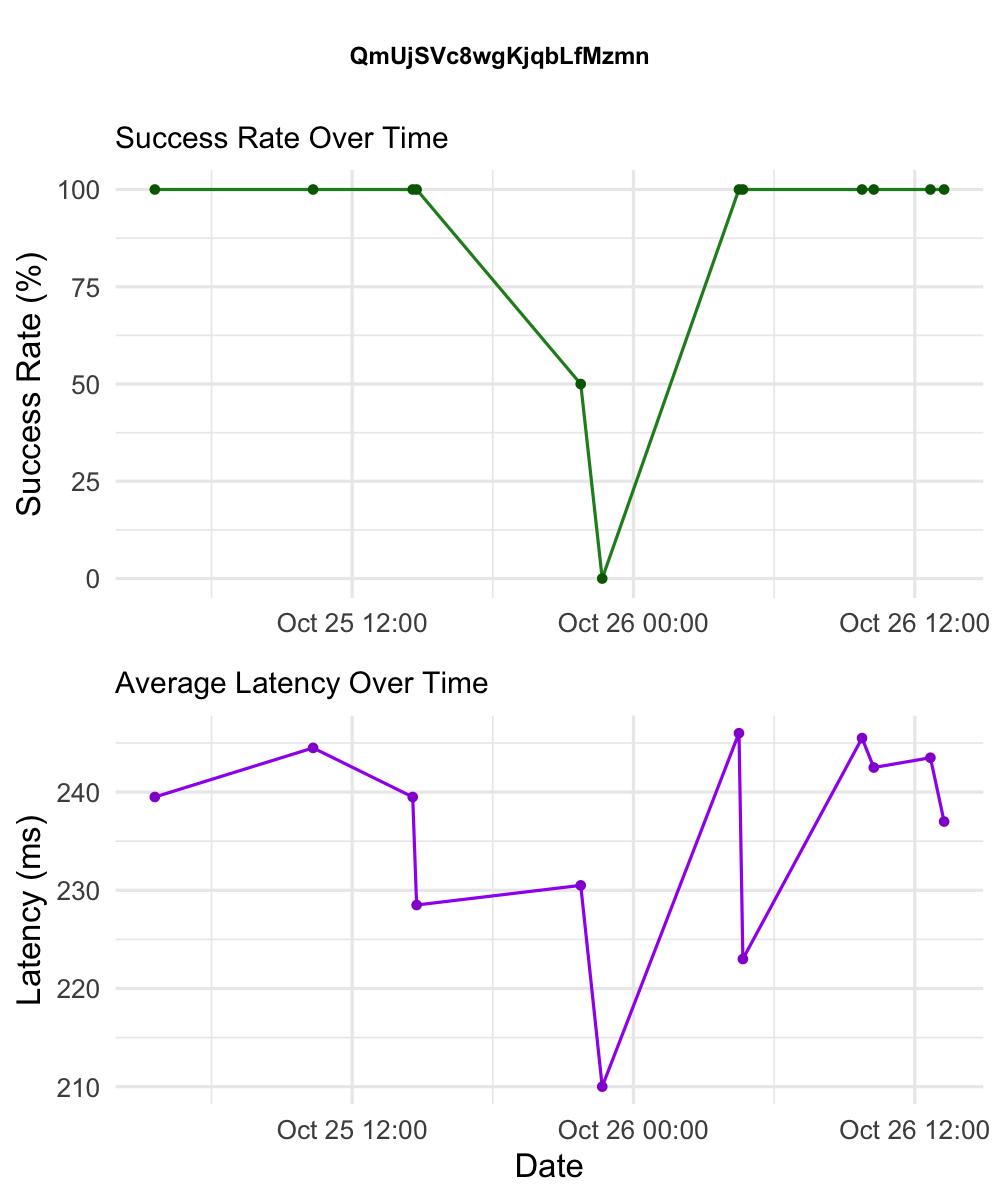 QmUjSVc8wgKjqbLfMzmn
Success Rate Over Time
Success Rate (%)
100
75
50
25
0
Oct 25 12:00 Oct 26 00:00 Oct 26 12:00
Average Latency Over Time
Latency (ms)
240
230
220
210
Oct 25 12:00 Oct 26 00:00 Oct 26 12:00
Date